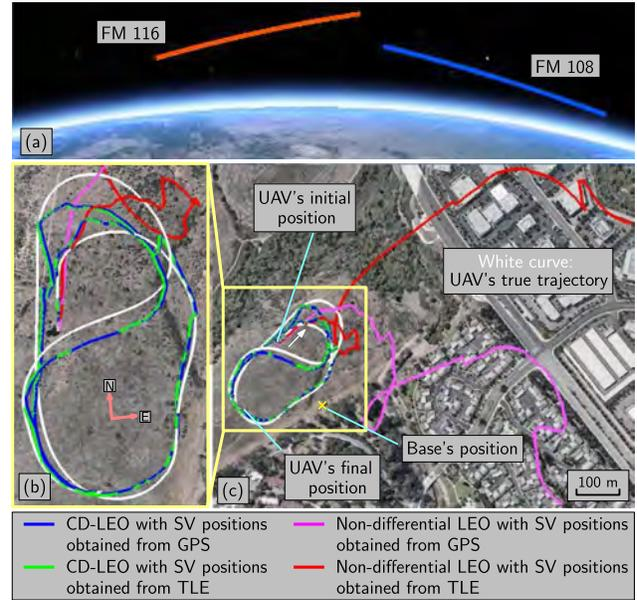 FM 116
FM 108
(a)
UAV's initial
position
White curve:
UAV's true trajectory
N
E
Base's position
UAV's final
position
(b)
(c)
100 m
CD-LEO with SV positions
obtained from GPS
Non-differential LEO with SV positions
obtained from GPS
CD-LEO with SV positions
obtained from TLE
Non-differential LEO with SV positions
obtained from TLE